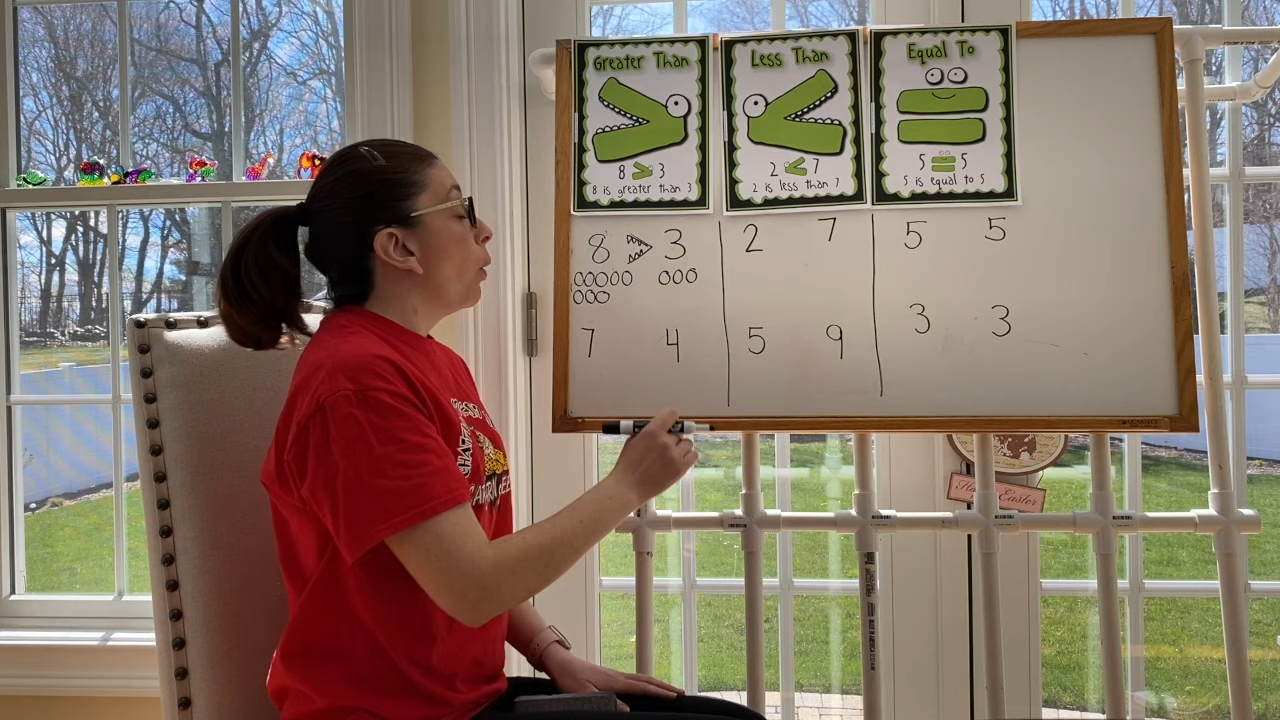 Greater Than
8 > 3
8 is greater than 3
Less Than
2 < 7
2 is less than 7
Equal To
5 = 5
5 is equal to 5
8 > 3
7 4
2 7
5 9
5 5
3 3
Easter